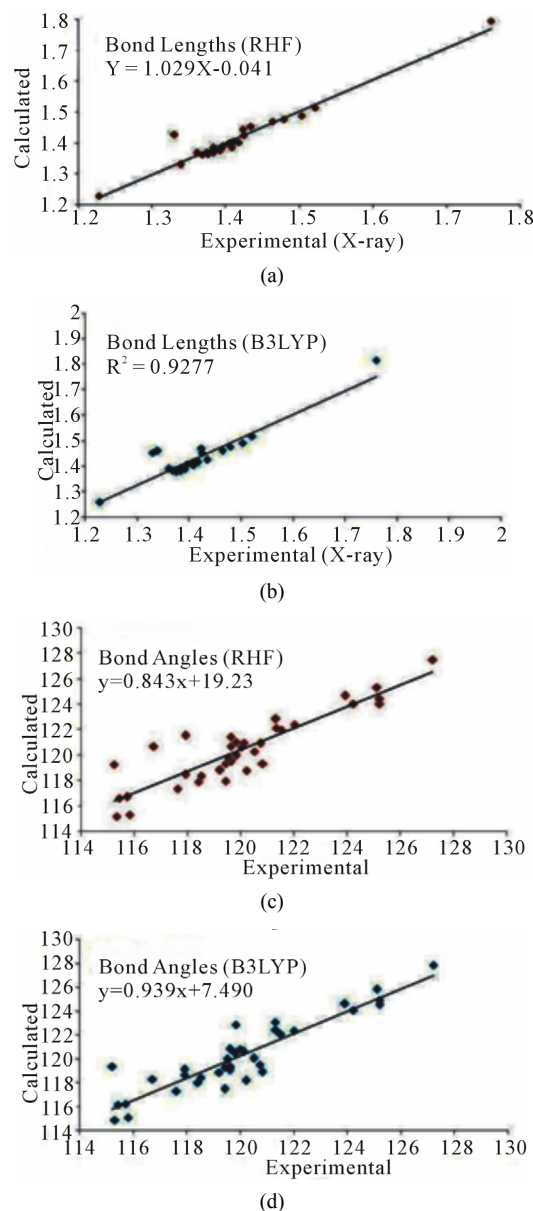 1.8
1.7
1.6
1.5
1.4
1.3
1.2
Calculated
Bond Lengths (RHF)
Y = 1.029X-0.041
1.2 1.3 1.4 1.5 1.6 1.7 1.8
Experimental (X-ray)
(a)
2
1.9
1.8
1.7
1.6
1.5
1.4
1.3
1.2
Calculated
Bond Lengths (B3LYP)
R² = 0.9277
1.2 1.3 1.4 1.5 1.6 1.7 1.8 1.9 2
Experimental (X-ray)
(b)
130
128
126
124
122
120
118
116
114
Calculated
Bond Angles (RHF)
y=0.843x+19.23
114 116 118 120 122 124 126 128 130
Experimental
(c)
130
128
126
124
122
120
118
116
114
Calculated
Bond Angles (B3LYP)
y=0.939x+7.490
114 116 118 120 122 124 126 128 130
Experimental
(d)